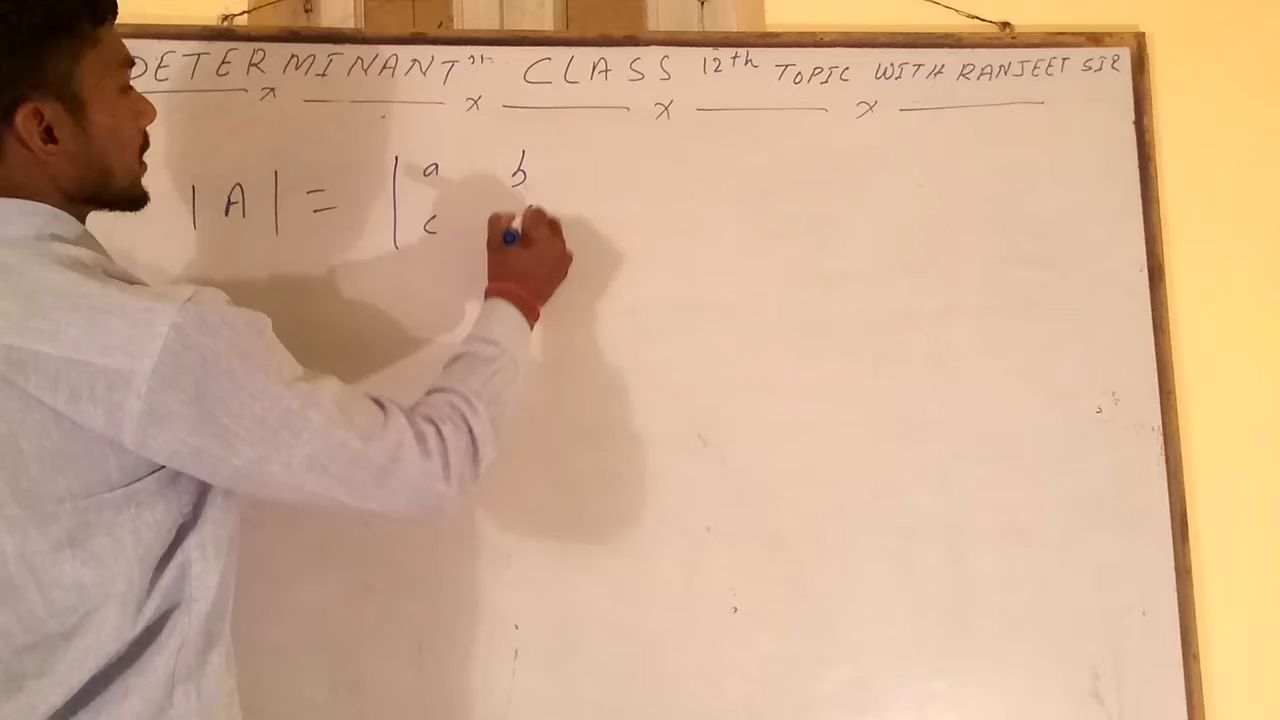 DETERMINANT" CLASS 12th TOPIC WITH RANJEET SIR
x x x x
|A| = | a b
c